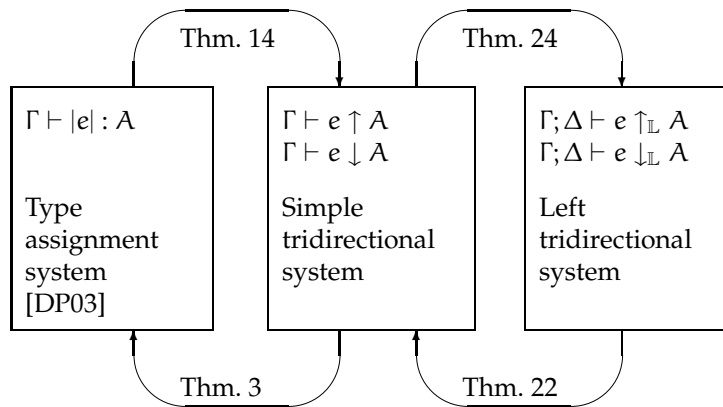 Thm. 14
Thm. 24
Γ ⊢ |e| : A
Type
assignment
system
[DP03]
Γ ⊢ e ↑ A
Γ ⊢ e ↓ A
Simple
tridirectional
system
Γ; Δ ⊢ e ↑𝕃 A
Γ; Δ ⊢ e ↓𝕃 A
Left
tridirectional
system
Thm. 3
Thm. 22